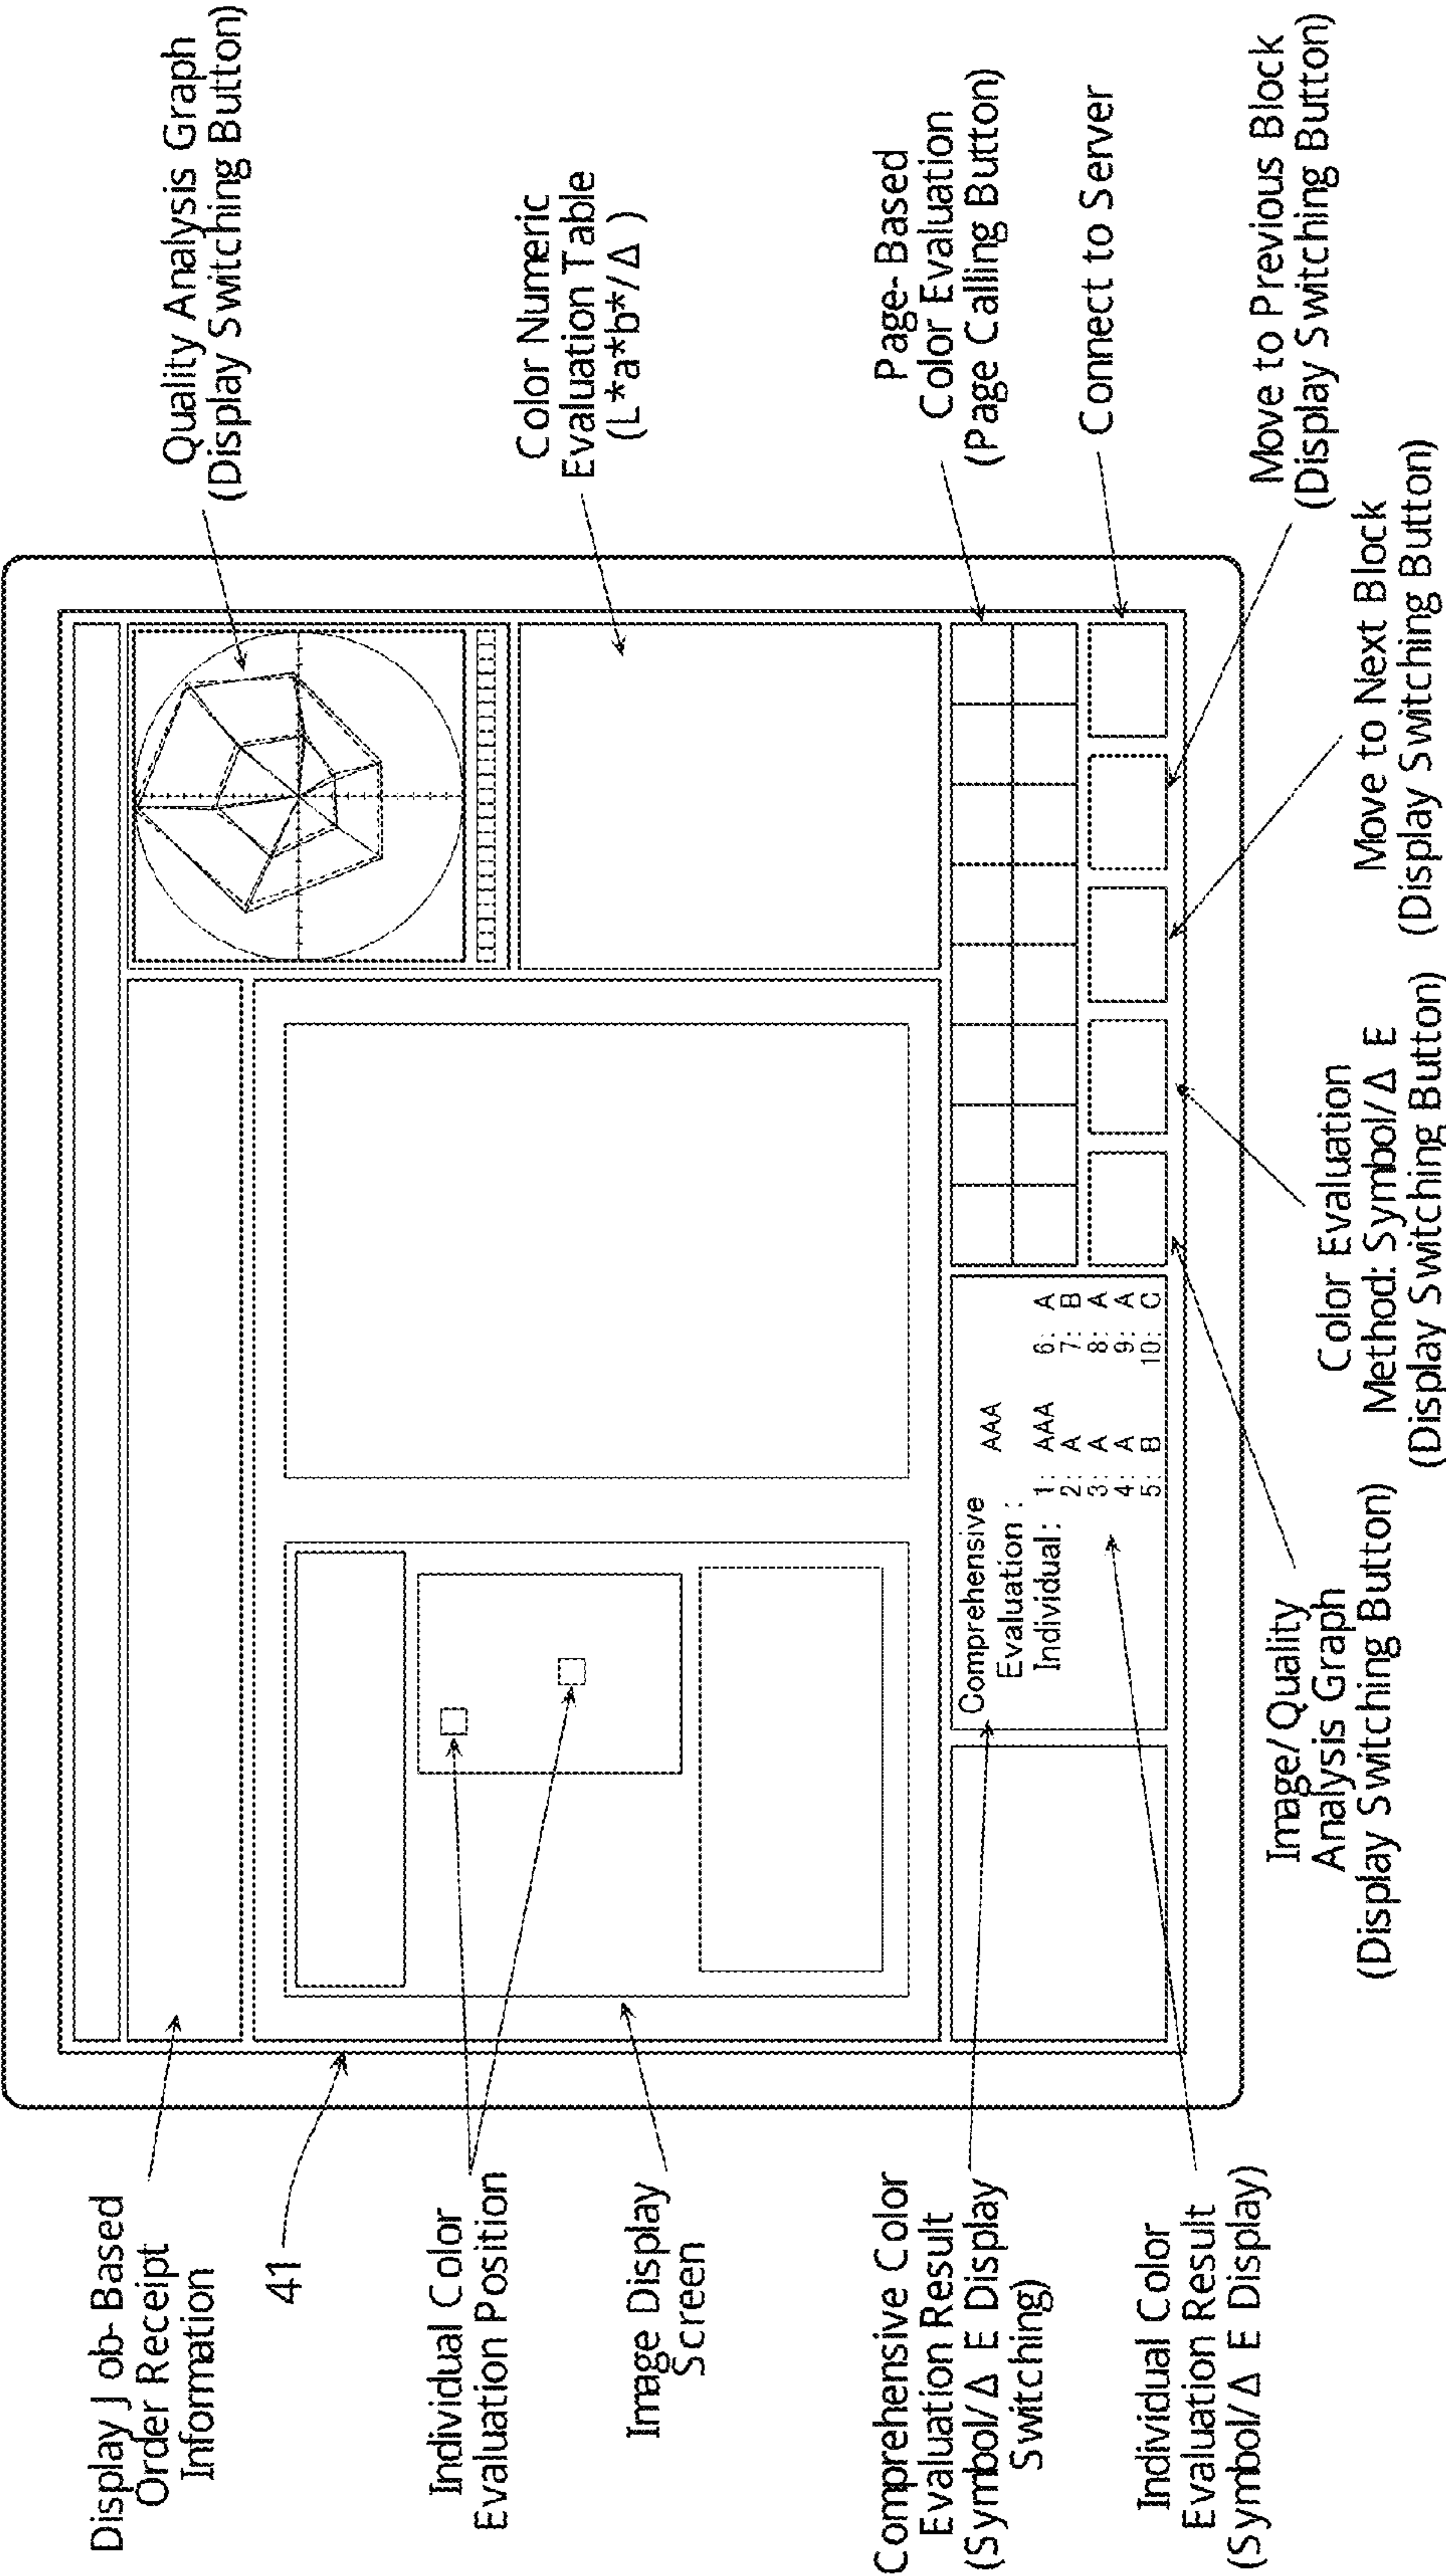 Display Job-Based
Order Receipt
Information
41
Individual Color
Evaluation Position
Image Display
Screen
Comprehensive Color
Evaluation Result
(Symbol/Δ E Display
Switching)
Individual Color
Evaluation Result
(Symbol/Δ E Display)
Quality Analysis Graph
(Display Switching Button)
Color Numeric
Evaluation Table
(L*a*b*/Δ )
Page-Based
Color Evaluation
(Page Calling Button)
Connect to Server
Move to Previous Block
(Display Switching Button)
Move to Next Block
(Display Switching Button)
Color Evaluation
Method: Symbol/Δ E
(Display Switching Button)
Image/Quality
Analysis Graph
(Display Switching Button)
Comprehensive
Evaluation : AAA
Individual : 1: AAA 6: A
2: A 7: B
3: A 8: A
4: A 9: A
5: B 10: C